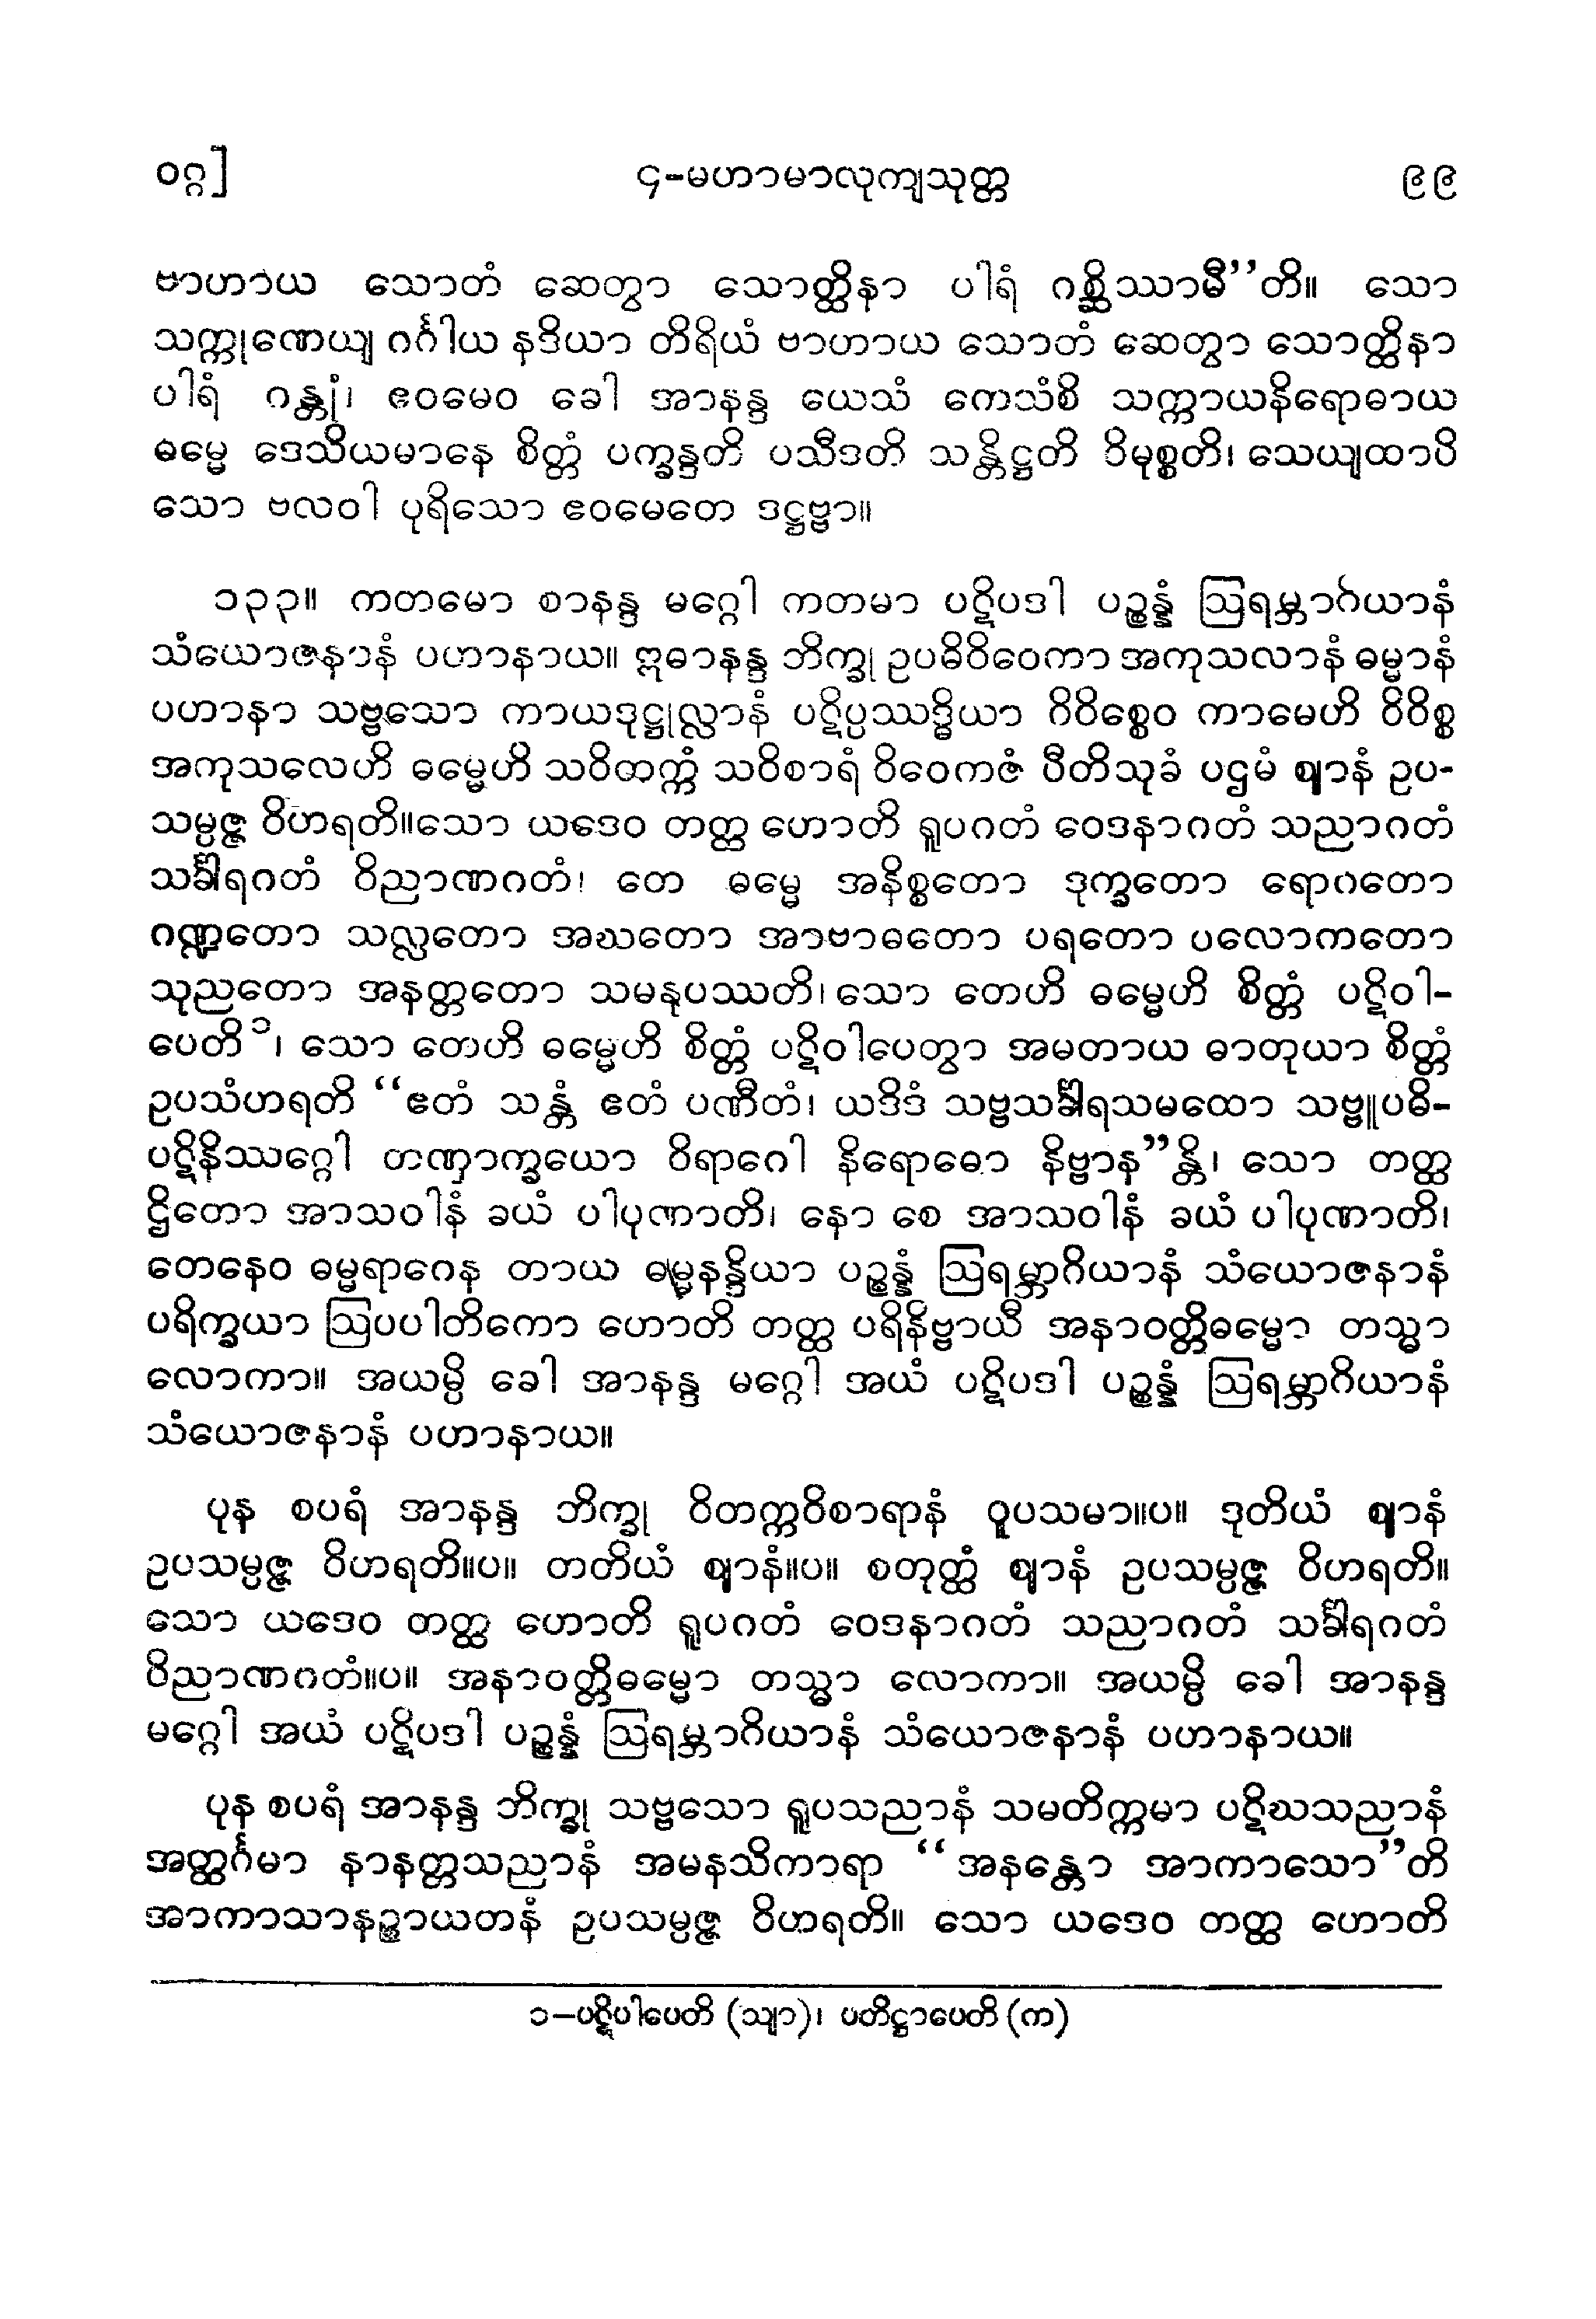 ဝဂ္ဂ]
၄-မဟာမာလုကျသုတ္တ
၉၉
ဗာဟာယ သောတံ ဆေတွာ သောတ္ထိနာ ပါရံ ဂစ္ဆိဿာမီ”တိ။ သော
သက္ကုဏေယျ ဂင်္ဂါယ နဒိယာ တိရိယံ ဗာဟာယ သောတံ ဆေတွာ သောတ္ထိနာ
ပါရံ ဂန္တုံ၊ ဧဝမေဝ ခေါ အာနန္ဒ ယေသံ ကေသံစိ သက္ကာယနိရောဓာယ
ဓမ္မေ ဒေသိယမာနေ စိတ္တံ ပက္ခန္ဒတိ ပသီဒတိ သန္တိဋ္ဌတိ ဝိမုစ္စတိ၊ သေယျထာပိ
သော ဗလဝါ ပုရိသော ဧဝမေတေ ဒဋ္ဌဗ္ဗာ။
၁၃၃။ ကတမော စာနန္ဒ မဂ္ဂေါ ကတမာ ပဋိပဒါ ပဉ္စန္နံ ဩရမ္ဘာဂိယာနံ
သံယောဇနာနံ ပဟာနာယ။ ဣဓာနန္ဒ ဘိက္ခု ဥပဓိဝိဝေကာ အကုသလာနံ ဓမ္မာနံ
ပဟာနာ သဗ္ဗသော ကာယဒုဋ္ဌုလ္လာနံ ပဋိပ္ပဿဒ္ဓိယာ ဝိဝိစ္စေဝ ကာမေဟိ ဝိဝိစ္စ
အကုသလေဟိ ဓမ္မေဟိ သဝိတက္ကံ သဝိစာရံ ဝိဝေကဇံ ပီတိသုခံ ပဌမံ ဈာနံ ဥပ-
သမ္ပဇ္ဇ ဝိဟရတိ။သော ယဒေဝ တတ္ထ ဟောတိ ရူပဂတံ ဝေဒနာဂတံ သညာဂတံ
သင်္ခါရဂတံ ဝိညာဏဂတံ၊ တေ ဓမ္မေ အနိစ္စတော ဒုက္ခတော ရောဂတော
ဂဏ္ဍတော သလ္လတော အဃတော အာဗာဓတော ပရတော ပလောကတော
သုညတော အနတ္တတော သမနုပဿတိ၊ သော တေဟိ ဓမ္မေဟိ စိတ္တံ ပဋိဝါ-
ပေတိ၁၊ သော တေဟိ ဓမ္မေဟိ စိတ္တံ ပဋိဝါပေတွာ အမတာယ ဓာတုယာ စိတ္တံ
ဥပသံဟရတိ “ဧတံ သန္တံ ဧတံ ပဏီတံ၊ ယဒိဒံ သဗ္ဗသင်္ခါရသမထော သဗ္ဗူပဓိ-
ပဋိနိဿဂ္ဂေါ တဏှာက္ခယော ဝိရာဂေါ နိရောဓော နိဗ္ဗာန”န္တိ၊ သော တတ္ထ
ဌိတော အာသဝါနံ ခယံ ပါပုဏာတိ၊ နော စေ အာသဝါနံ ခယံ ပါပုဏာတိ၊
တေနေဝ ဓမ္မရာဂေန တာယ ဓမ္မနန္ဒိယာ ပဉ္စန္နံ ဩရမ္ဘာဂိယာနံ သံယောဇနာနံ
ပရိက္ခယာ ဩပပါတိကော ဟောတိ တတ္ထ ပရိနိဗ္ဗာယီ အနာဝတ္တိဓမ္မော တသ္မာ
လောကာ။ အယမ္ပိ ခေါ အာနန္ဒ မဂ္ဂေါ အယံ ပဋိပဒါ ပဉ္စန္နံ ဩရမ္ဘာဂိယာနံ
သံယောဇနာနံ ပဟာနာယ။
ပုန စပရံ အာနန္ဒ ဘိက္ခု ဝိတက္ကဝိစာရာနံ ဝူပသမာ။ပ။ ဒုတိယံ ဈာနံ
ဥပသမ္ပဇ္ဇ ဝိဟရတိ။ပ။ တတိယံ ဈာနံ။ပ။ စတုတ္ထံ ဈာနံ ဥပသမ္ပဇ္ဇ ဝိဟရတိ။
သော ယဒေဝ တတ္ထ ဟောတိ ရူပဂတံ ဝေဒနာဂတံ သညာဂတံ သင်္ခါရဂတံ
ဝိညာဏဂတံ။ပ။ အနာဝတ္တိဓမ္မော တသ္မာ လောကာ။ အယမ္ပိ ခေါ အာနန္ဒ
မဂ္ဂေါ အယံ ပဋိပဒါ ပဉ္စန္နံ ဩရမ္ဘာဂိယာနံ သံယောဇနာနံ ပဟာနာယ။
ပုန စပရံ အာနန္ဒ ဘိက္ခု သဗ္ဗသော ရူပသညာနံ သမတိက္ကမာ ပဋိဃသညာနံ
အတ္ထင်္ဂမာ နာနတ္တသညာနံ အမနသိကာရာ “အနန္တော အာကာသော”တိ
အာကာသာနဉ္စာယတနံ ဥပသမ္ပဇ္ဇ ဝိဟရတိ။ သော ယဒေဝ တတ္ထ ဟောတိ
၁–ပဋိပါပေတိ (သျာ)၊ ပတိဋ္ဌာပေတိ (က)